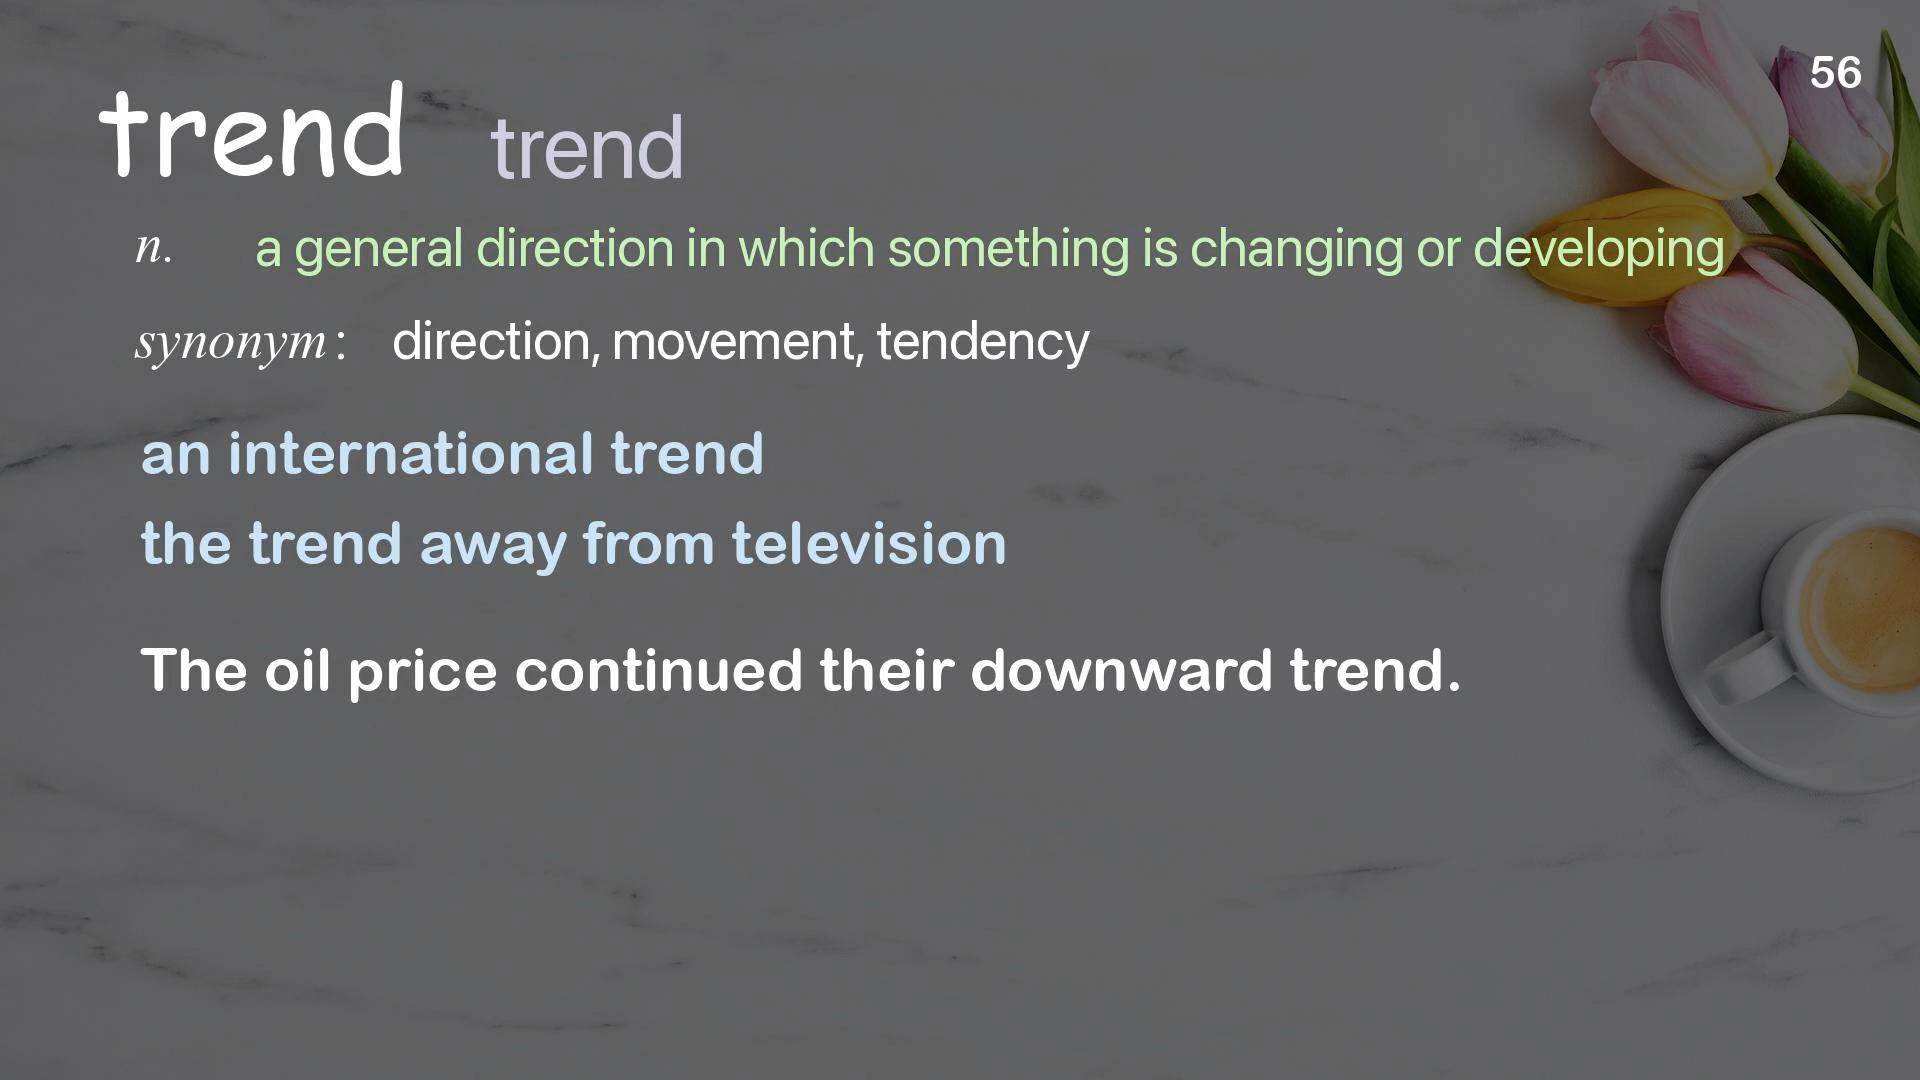 56
trend trend
n. a general direction in which something is changing or developing
synonym : direction, movement, tendency
an international trend
the trend away from television
The oil price continued their downward trend.